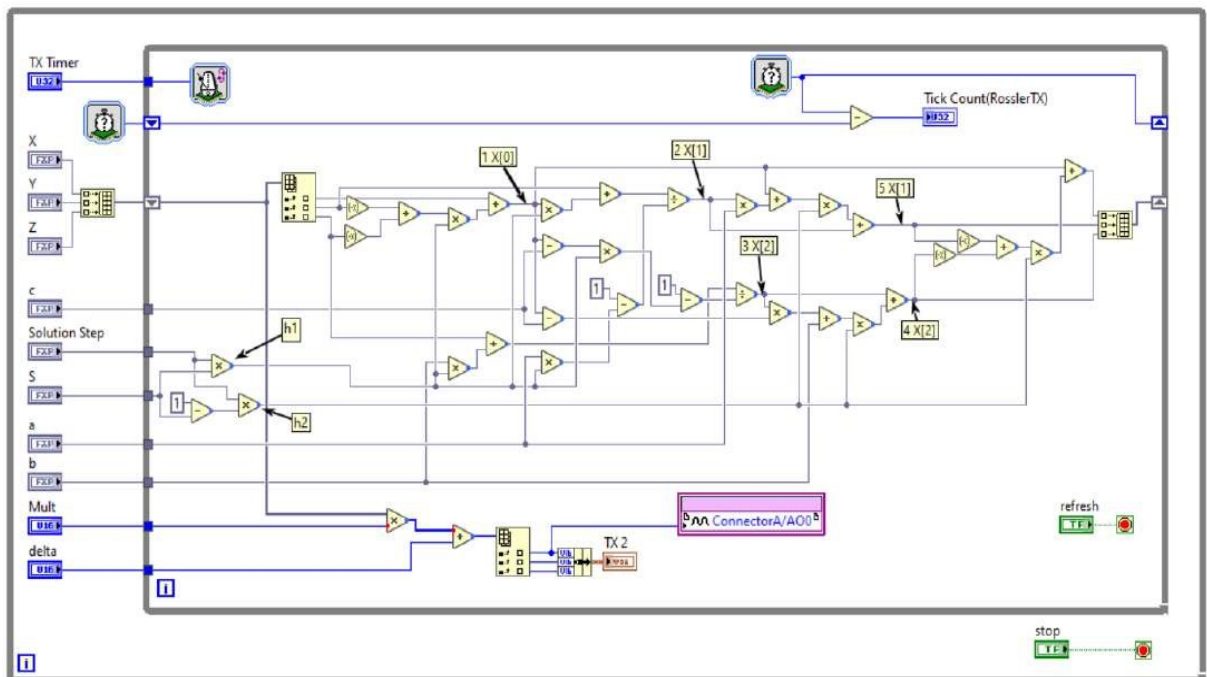 TX Timer
U32
Tick Count(RosslerTX)
U32
X
FXP
Y
FXP
Z
FXP
1 X[0]
2 X[1]
5 X[1]
3 X[2]
4 X[2]
1
1
c
FXP
Solution Step
FXP
h1
S
FXP
1
-
h2
a
FXP
b
FXP
Mult
U16
delta
U16
ConnectorA/AO0
TX 2
refresh
TF
i
stop
TF
i